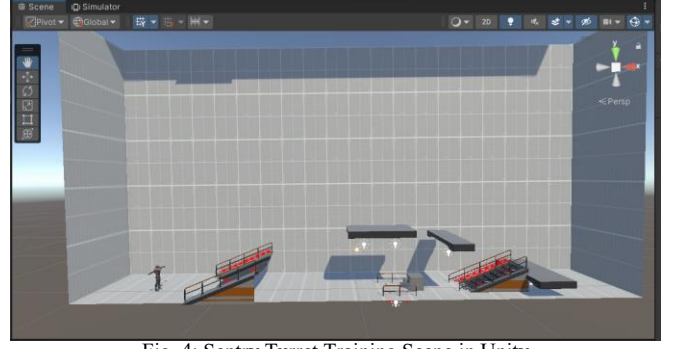 Scene Simulator
Pivot Global 2D
y
x
Persp
Fig. 4: Sentry Turret Training Scene in Unity